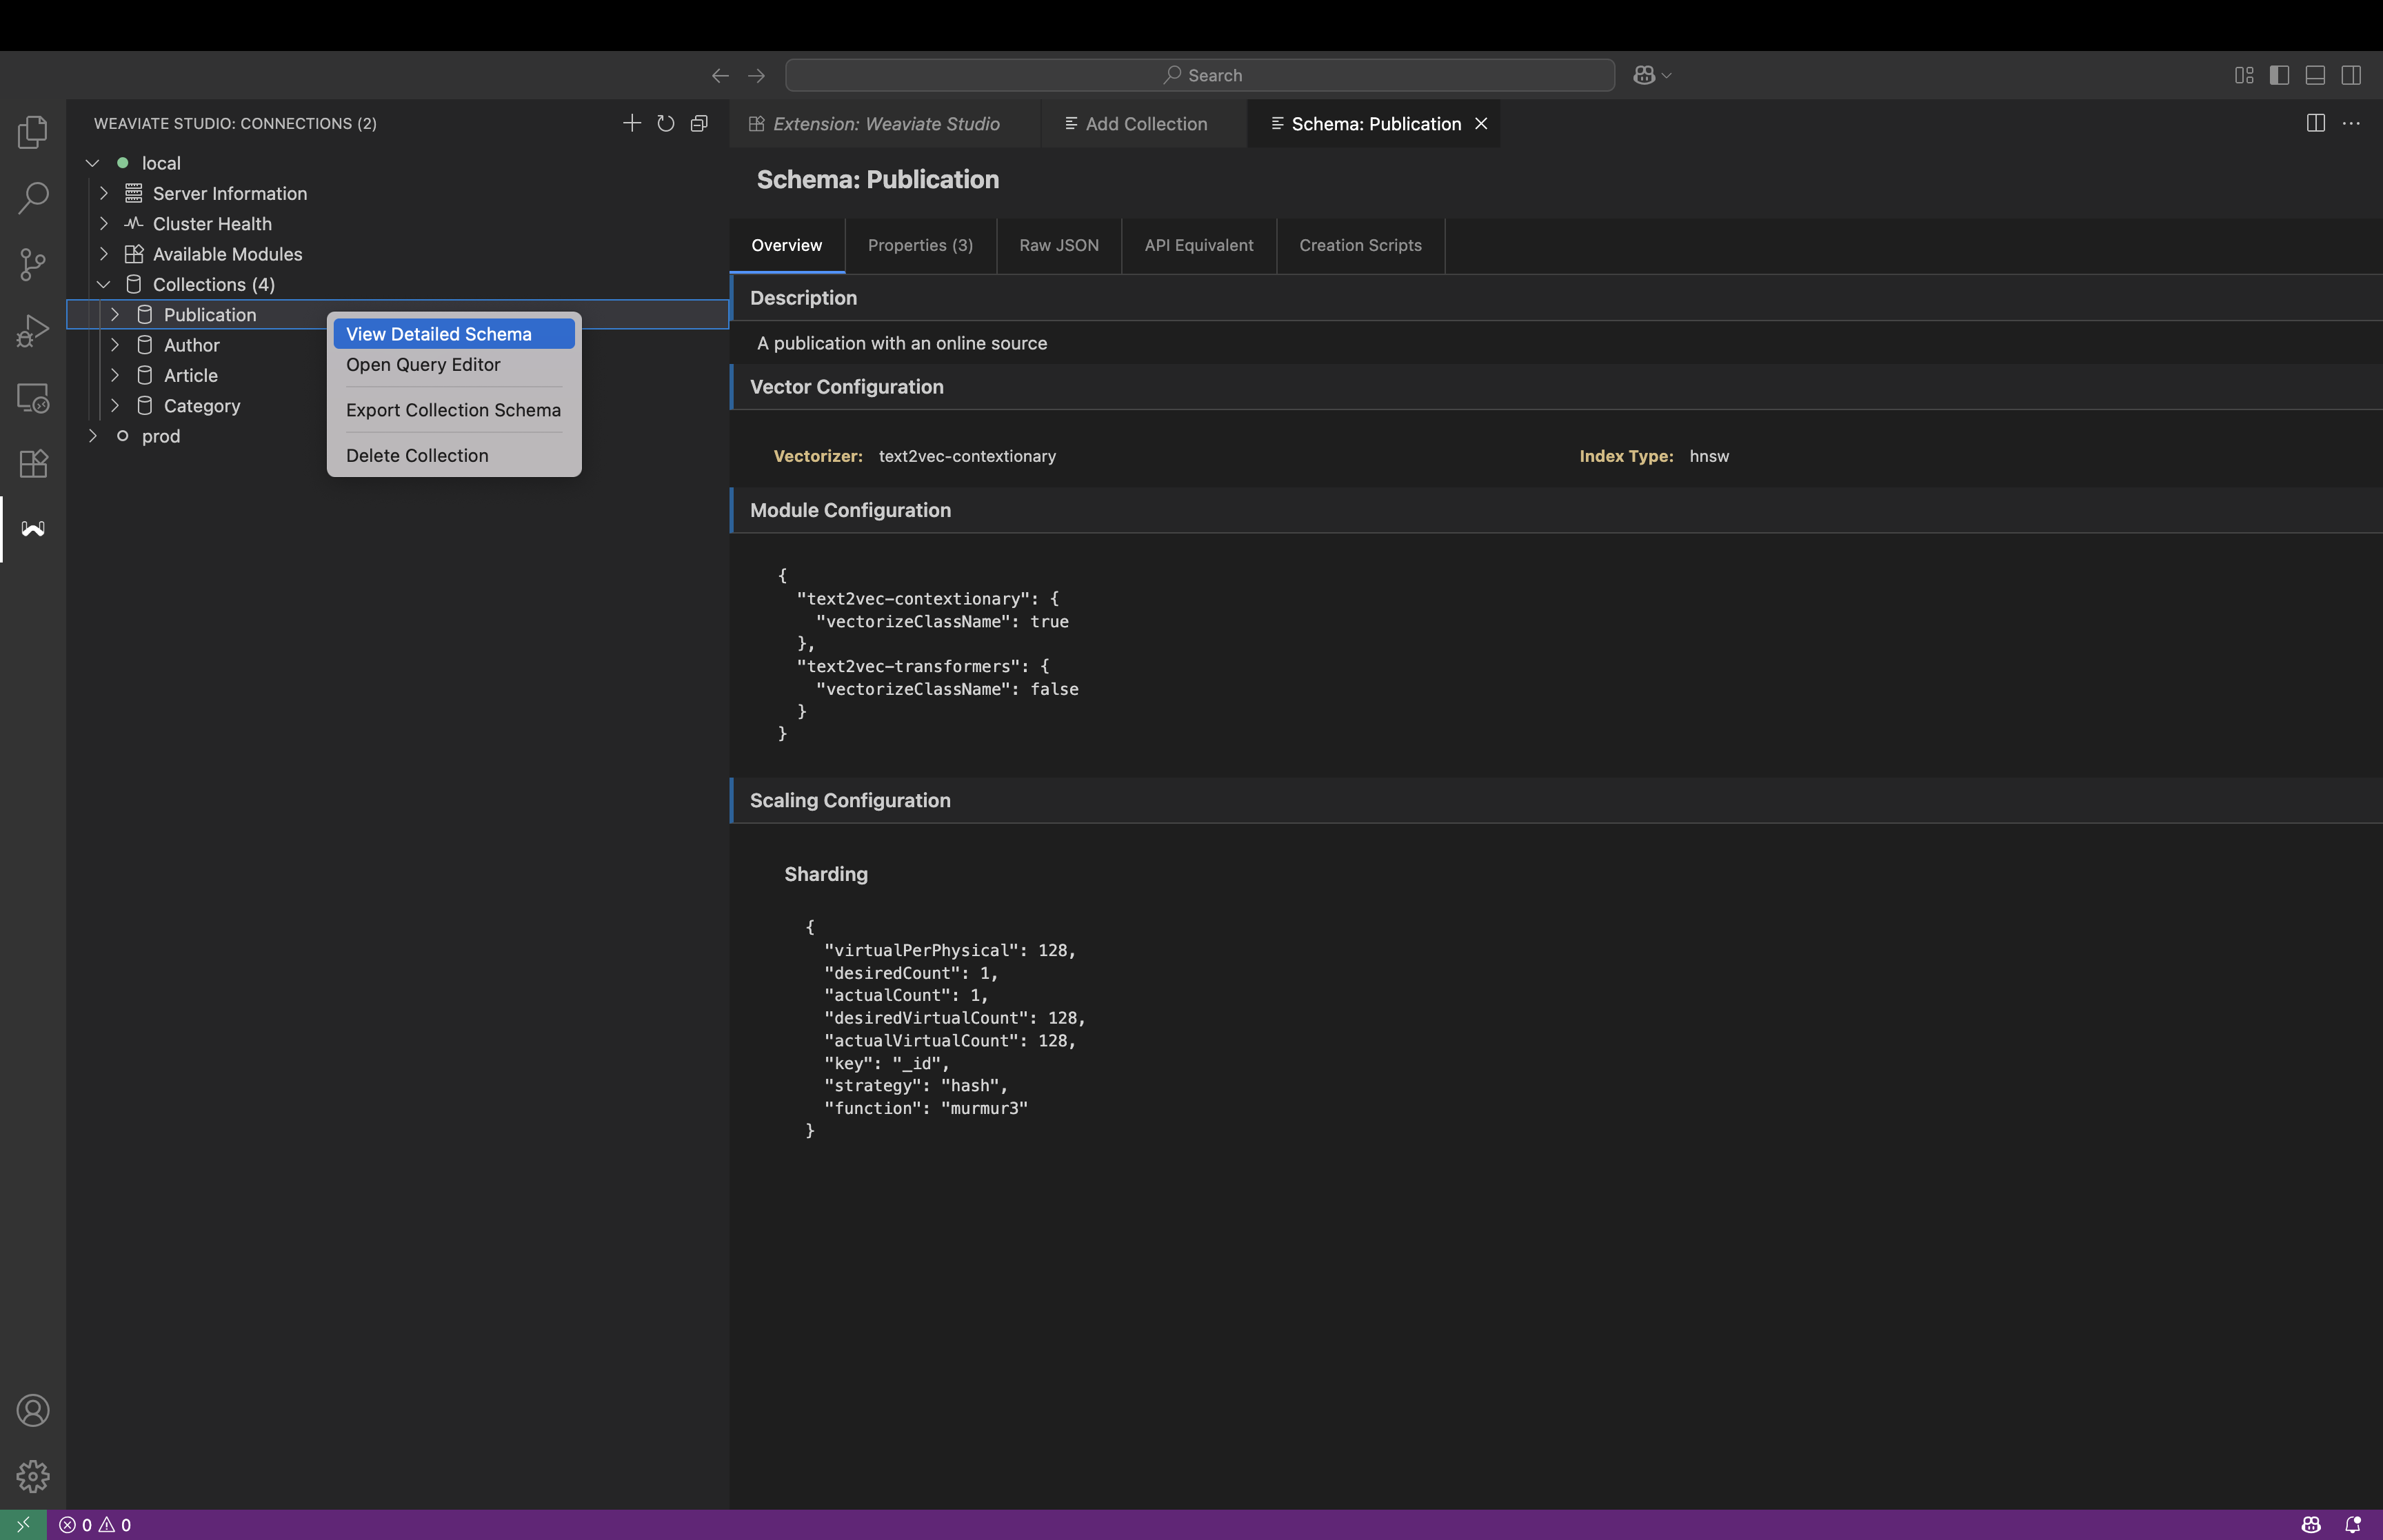 Search
WEAVIATE STUDIO: CONNECTIONS (2)
local
Server Information
Cluster Health
Available Modules
Collections (4)
Publication
Author
Article
Category
prod
View Detailed Schema
Open Query Editor
Export Collection Schema
Delete Collection
Extension: Weaviate Studio
Add Collection
Schema: Publication
Schema: Publication
Overview
Properties (3)
Raw JSON
API Equivalent
Creation Scripts
Description
A publication with an online source
Vector Configuration
Vectorizer: text2vec-contextionary
Index Type: hnsw
Module Configuration
{
"text2vec-contextionary": {
"vectorizeClassName": true
},
"text2vec-transformers": {
"vectorizeClassName": false
}
}
Scaling Configuration
Sharding
{
"virtualPerPhysical": 128,
"desiredCount": 1,
"actualCount": 1,
"desiredVirtualCount": 128,
"actualVirtualCount": 128,
"key": "_id",
"strategy": "hash",
"function": "murmur3"
}
0 0